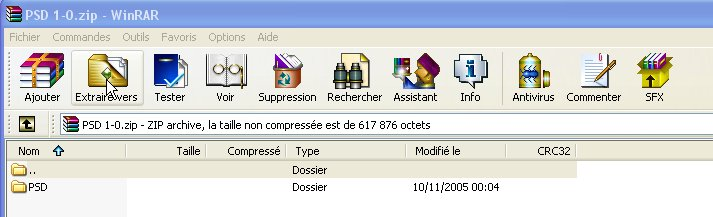 PSD 1-0.zip - WinRAR
Fichier Commandes Outils Favoris Options Aide
Ajouter Extraire vers Tester Voir Suppression Rechercher Assistant Info Antivirus Commenter SFX
PSD 1-0.zip - ZIP archive, la taille non compressée est de 617 876 octets
Nom Taille Compressé Type Modifié le CRC32
.. Dossier
PSD Dossier 10/11/2005 00:04